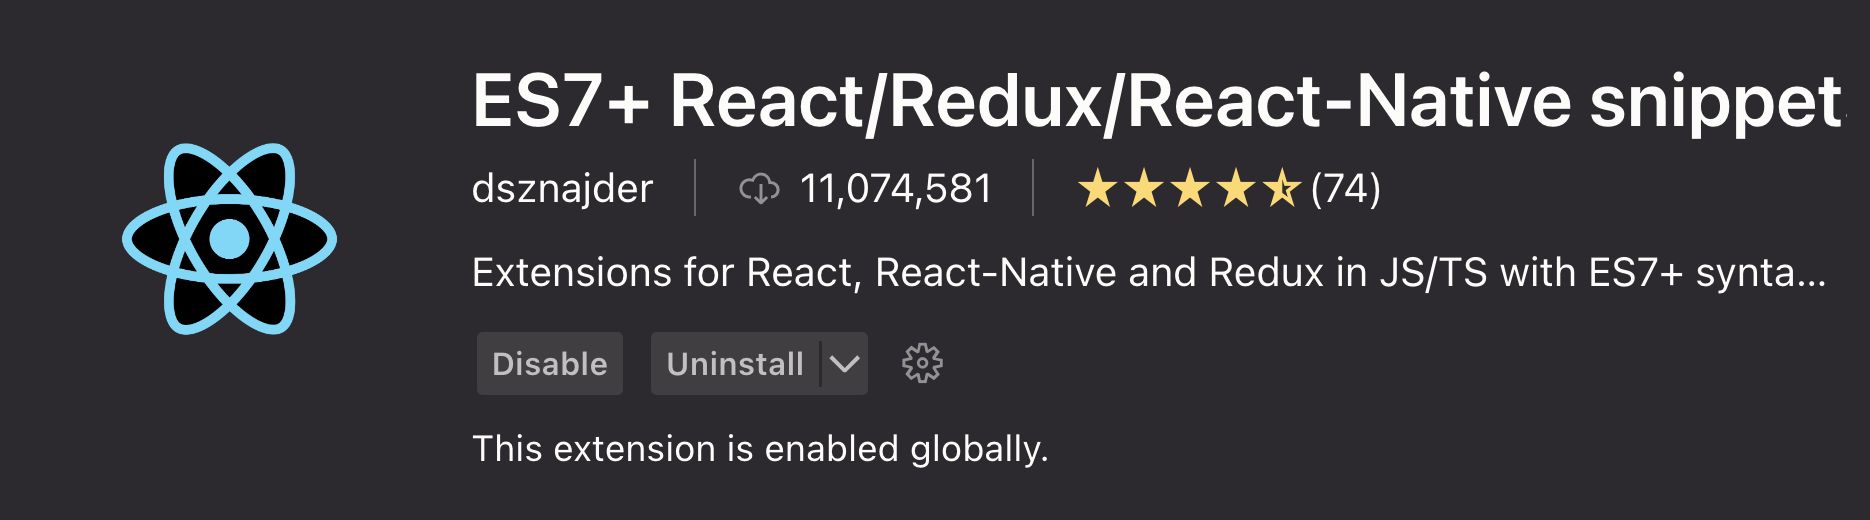 ES7+ React/Redux/React-Native snippet
dsznajder 11,074,581 (74)
Extensions for React, React-Native and Redux in JS/TS with ES7+ synta...
Disable Uninstall
This extension is enabled globally.